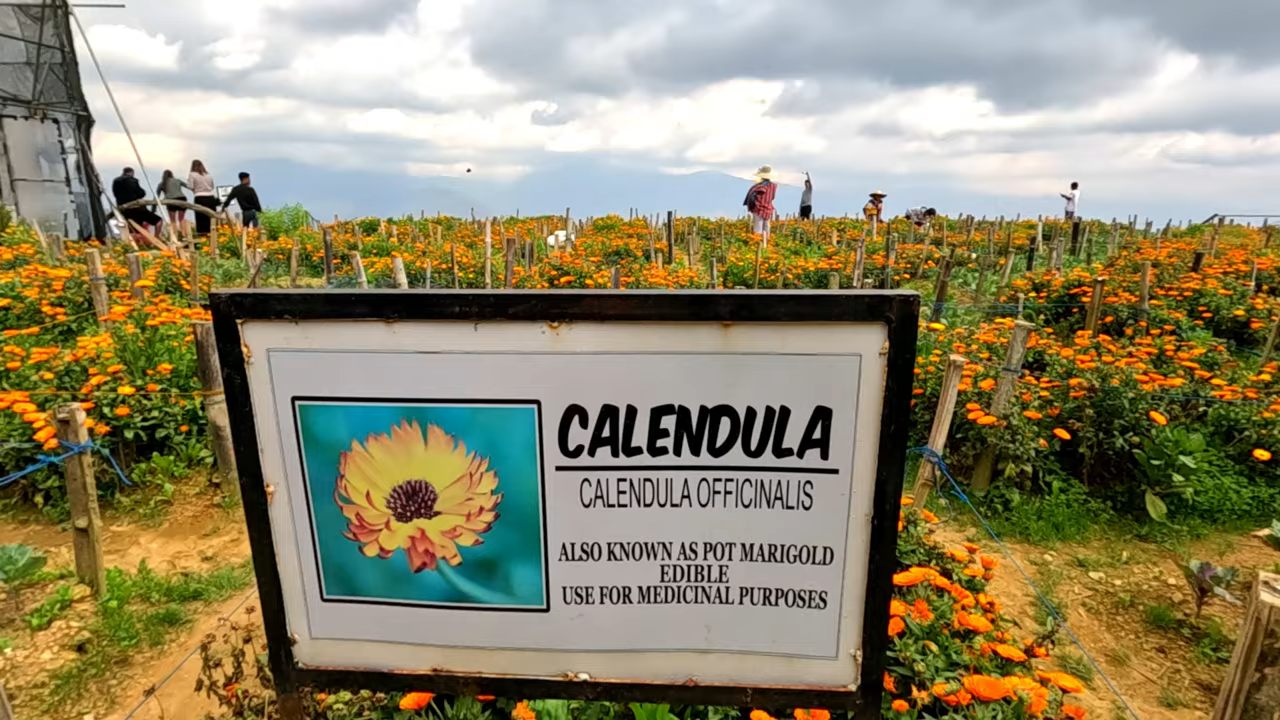 CALENDULA
CALENDULA OFFICINALIS
ALSO KNOWN AS POT MARIGOLD
EDIBLE
USE FOR MEDICINAL PURPOSES